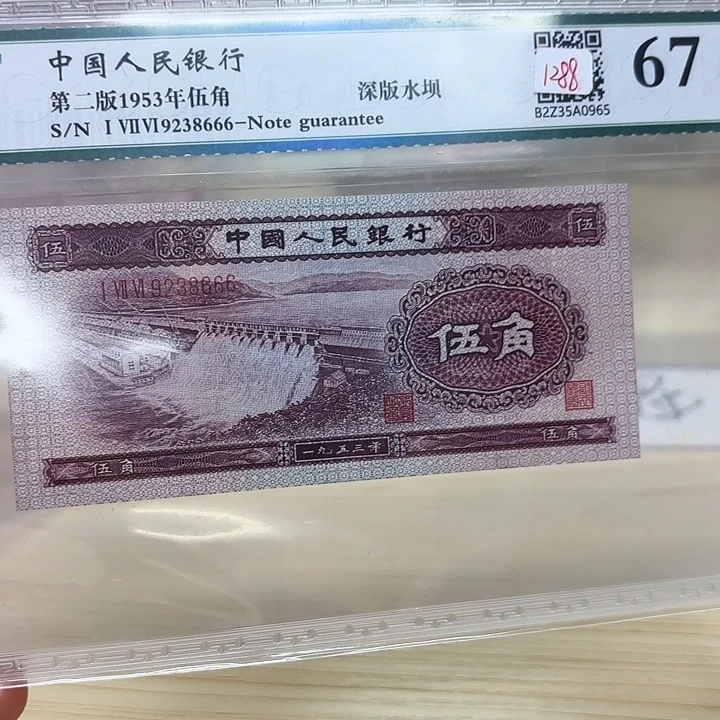 中国人民银行
第二版1953年伍角
深版水坝
S/N I VII VI 9238666-Note guarantee
1288
B2Z35A0965
67
伍
中國人民銀行
伍
I VII VI 9238666
伍角
伍角
一九五三年
伍角